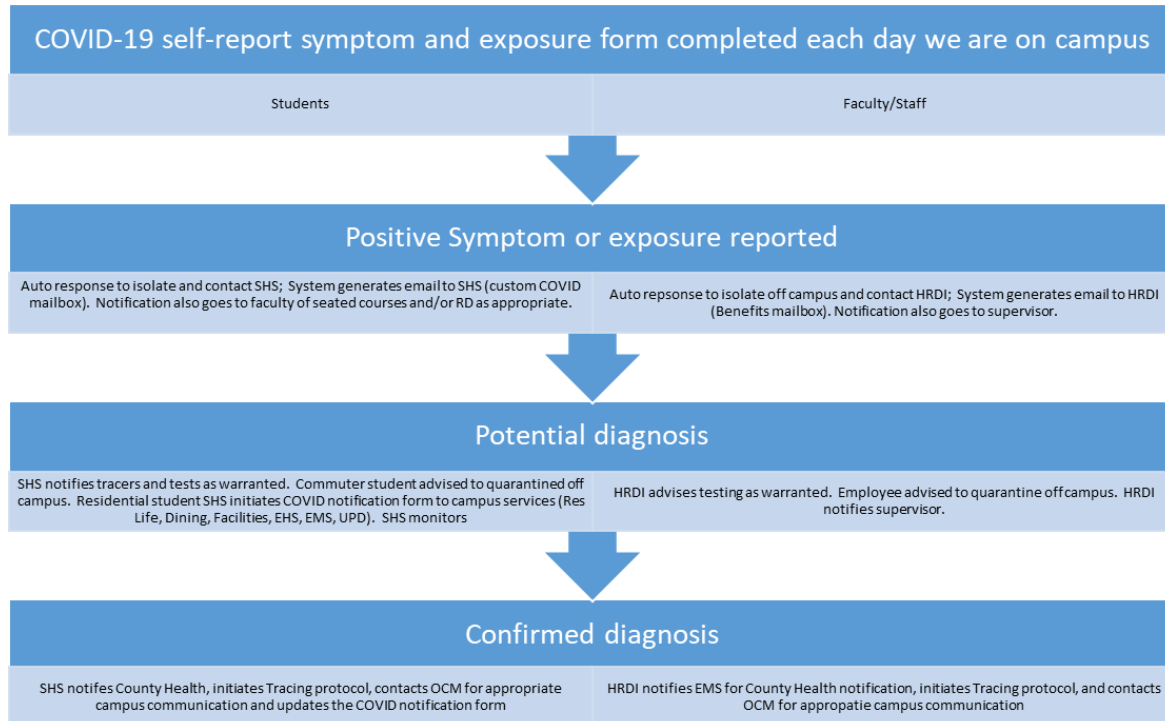 COVID-19 self-report symptom and exposure form completed each day we are on campus
Students
Faculty/Staff
Positive Symptom or exposure reported
Auto response to isolate and contact SHS;  System generates email to SHS (custom COVID
mailbox).  Notification also goes to faculty of seated courses and/or RD as appropriate.
Auto repsonse to isolate off campus and contact HRDI;  System generates email to HRDI
(Benefits mailbox). Notification also goes to supervisor.
Potential diagnosis
SHS notifies tracers and tests as warranted.  Commuter student advised to quarantined off
campus.  Residential student SHS initiates COVID notification form to campus services (Res
Life, Dining, Facilities, EHS, EMS, UPD).  SHS monitors
HRDI advises testing as warranted.  Employee advised to quarantine off campus.  HRDI
notifies supervisor.
Confirmed diagnosis
SHS notifes County Health, initiates Tracing protocol, contacts OCM for appropriate
campus communication and updates the COVID notification form
HRDI notifies EMS for County Health notification, initiates Tracing protocol, and contacts
OCM for appropatie campus communication